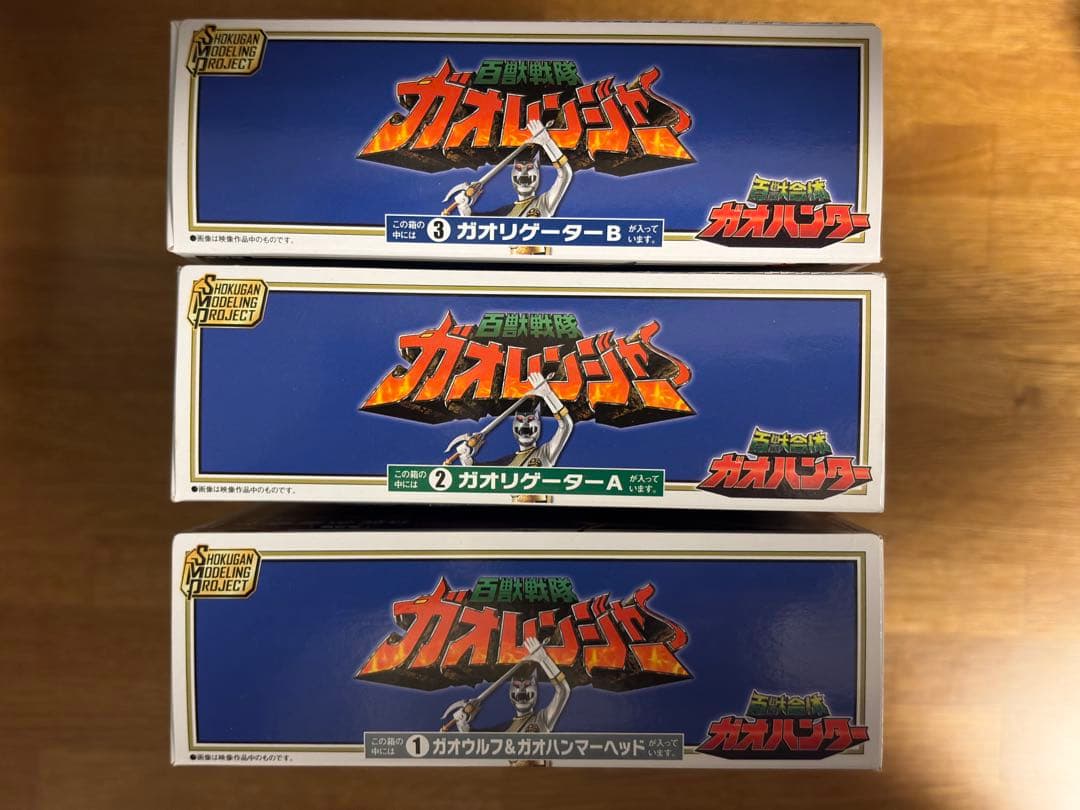 SHOKUGAN
MODELING
PROJECT
百獣戦隊
ガオレンジャー
百獣合体
ガオハンター
この箱の
中には
3 ガオリゲーターB
が入って
います。
●画像は映像作品中のものです。
SHOKUGAN
MODELING
PROJECT
百獣戦隊
ガオレンジャー
百獣合体
ガオハンター
この箱の
中には
2 ガオリゲーターA
が入って
います。
●画像は映像作品中のものです。
SHOKUGAN
MODELING
PROJECT
百獣戦隊
ガオレンジャー
百獣合体
ガオハンター
この箱の
中には
1 ガオウルフ&ガオハンマーヘッド
が入って
います。
●画像は映像作品中のものです。